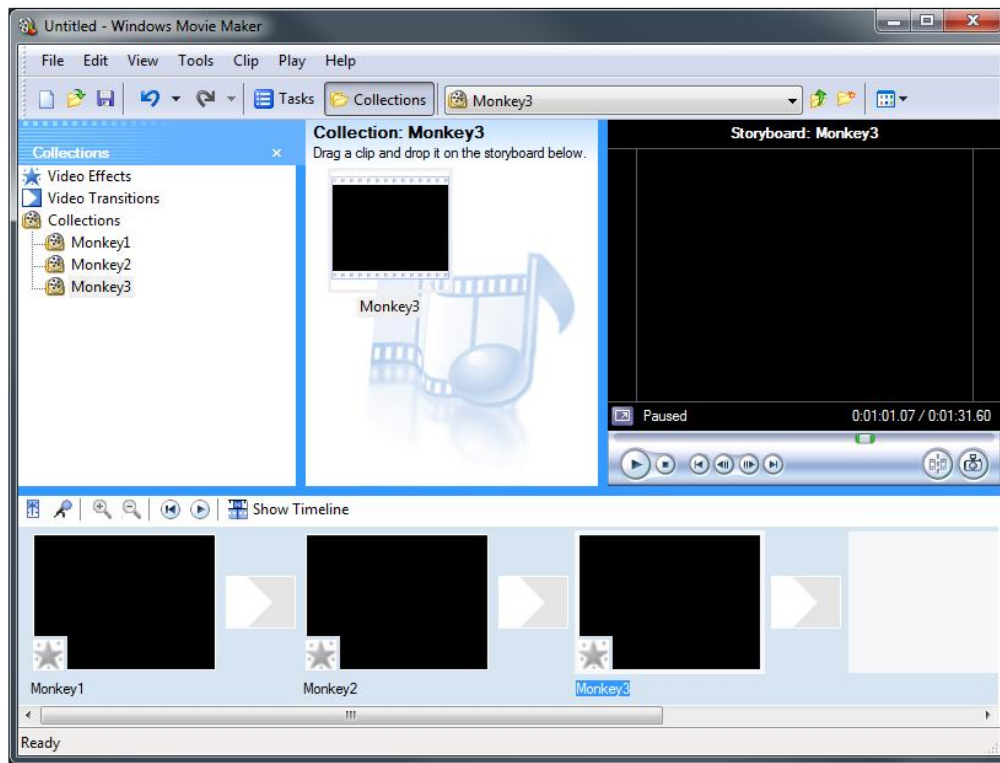 Untitled - Windows Movie Maker
File Edit View Tools Clip Play Help
Tasks Collections Monkey3
Collections
Video Effects
Video Transitions
Collections
Monkey1
Monkey2
Monkey3
Collection: Monkey3
Drag a clip and drop it on the storyboard below.
Monkey3
Storyboard: Monkey3
Paused 0:01:01.07 / 0:01:31.60
Show Timeline
Monkey1 Monkey2 Monkey3
Ready